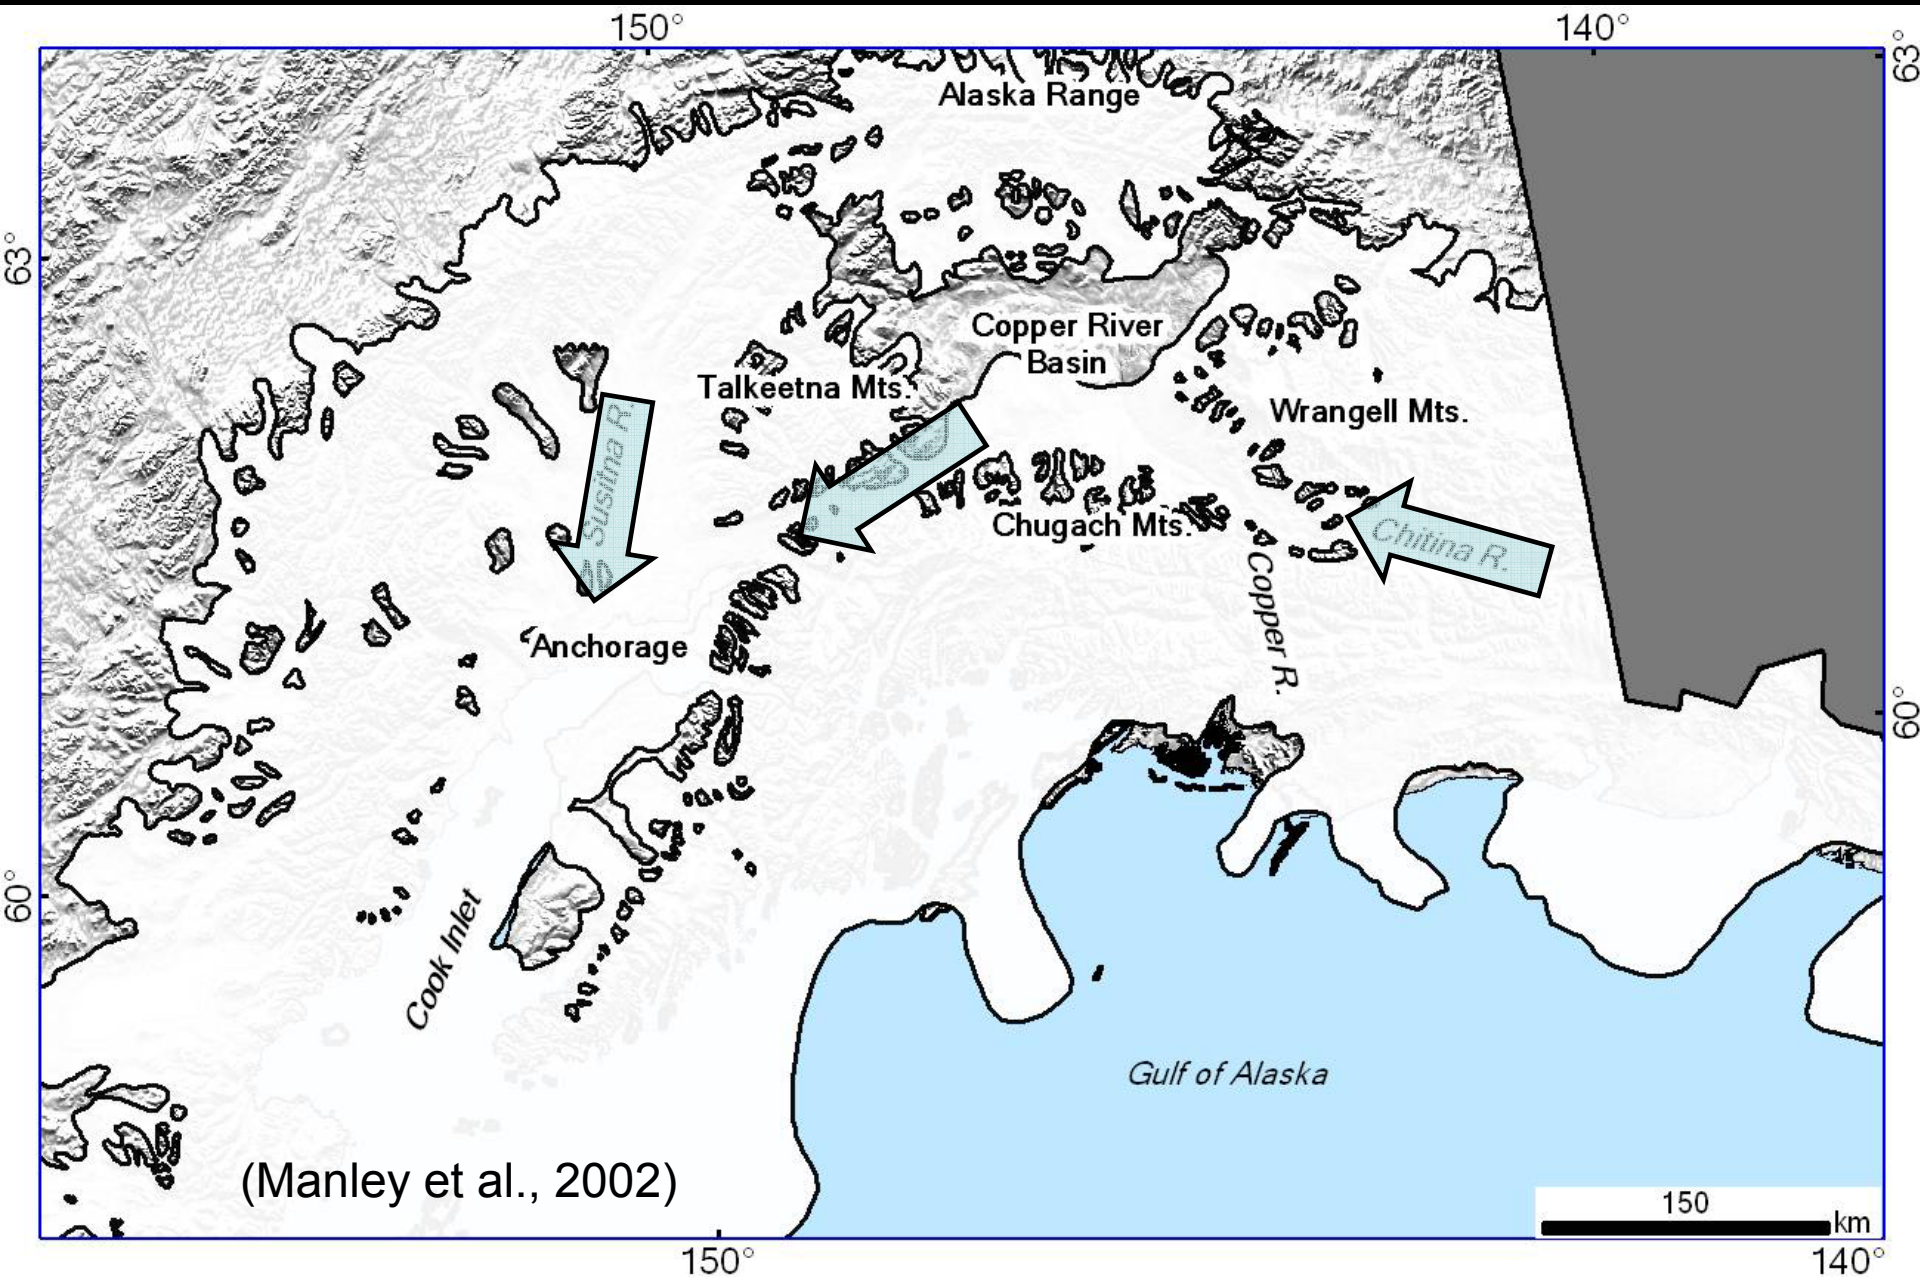 150°
140°
63°
Alaska Range
63°
Copper River
Basin
Talkeetna Mts.
Wrangell Mts.
Susitna R.
Chugach Mts.
Chitina R.
Copper R.
Anchorage
60°
60°
Cook Inlet
Gulf of Alaska
(Manley et al., 2002)
150
km
150°
140°